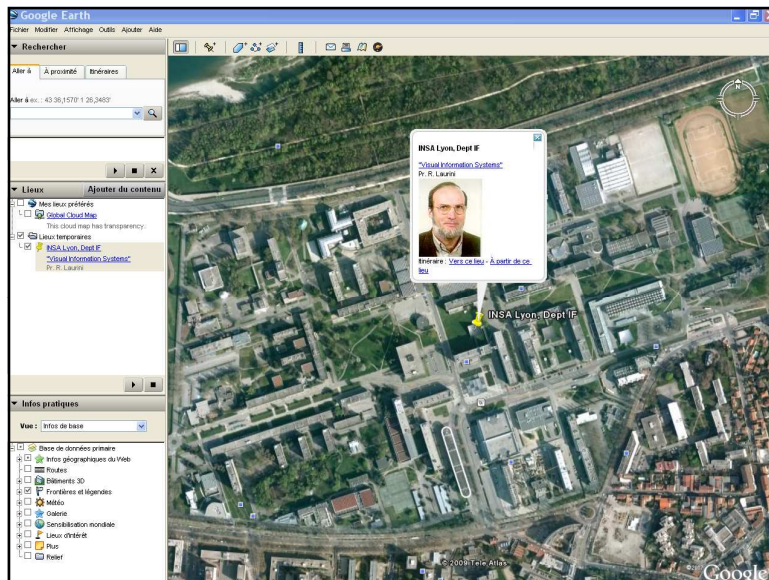 Google Earth
Fichier Modifier Affichage Outils Ajouter Aide
Rechercher
Aller à
À proximité
Itinéraires
Aller à ex. : 43 38,1570' 1 26,3483'
Lieux
Ajouter du contenu
Mes lieux préférés
Global Cloud Map
This cloud map has transparency.
Lieux temporaires
INSA Lyon, Dept IF
"Visual Information Systems"
Pr. R. Laurini
Infos pratiques
Vue : Infos de base
Base de données primaire
Infos géographiques du Web
Routes
Bâtiments 3D
Frontières et légendes
Météo
Galerie
Sensibilisation mondiale
Lieux d'intérêt
Plus
Relief
INSA Lyon, Dept IF
"Visual Information Systems"
Pr. R. Laurini
Itinéraire : Vers ce lieu - À partir de ce
lieu
INSA Lyon, Dept IF
N
© 2009 Tele Atlas
Google